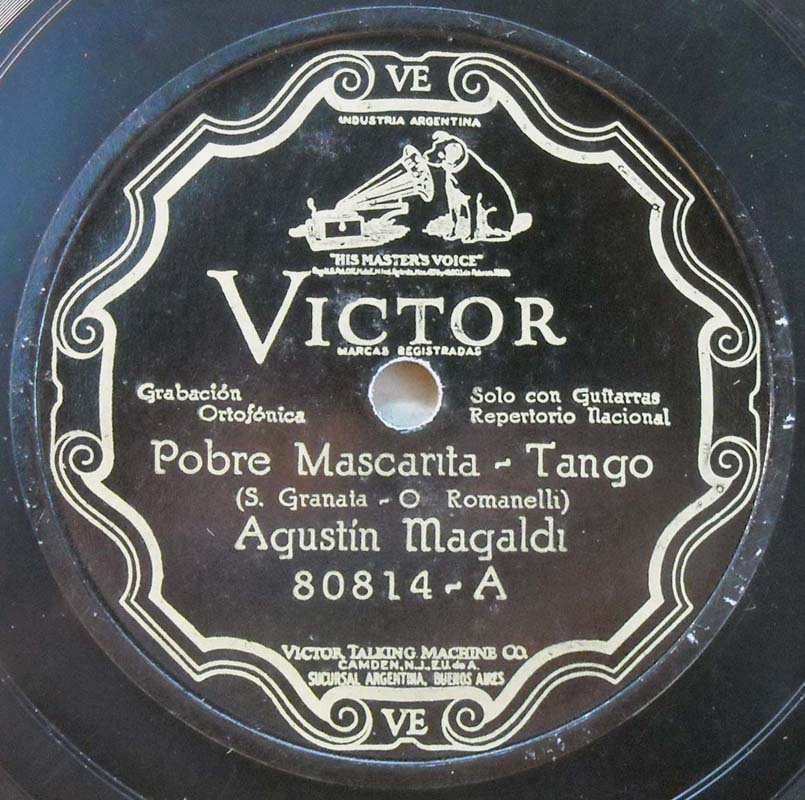 VE
INDUSTRIA ARGENTINA
"HIS MASTER'S VOICE"
VICTOR
MARCAS REGISTRADAS
Grabación
Ortofónica
Solo con Guitarras
Repertorio Nacional
Pobre Mascarita - Tango
(S. Granata - O Romanelli)
Agustín Magaldi
80814-A
VICTOR TALKING MACHINE CO.
CAMDEN, N.J., E.U. de A.
SUCURSAL ARGENTINA, BUENOS AIRES
VE